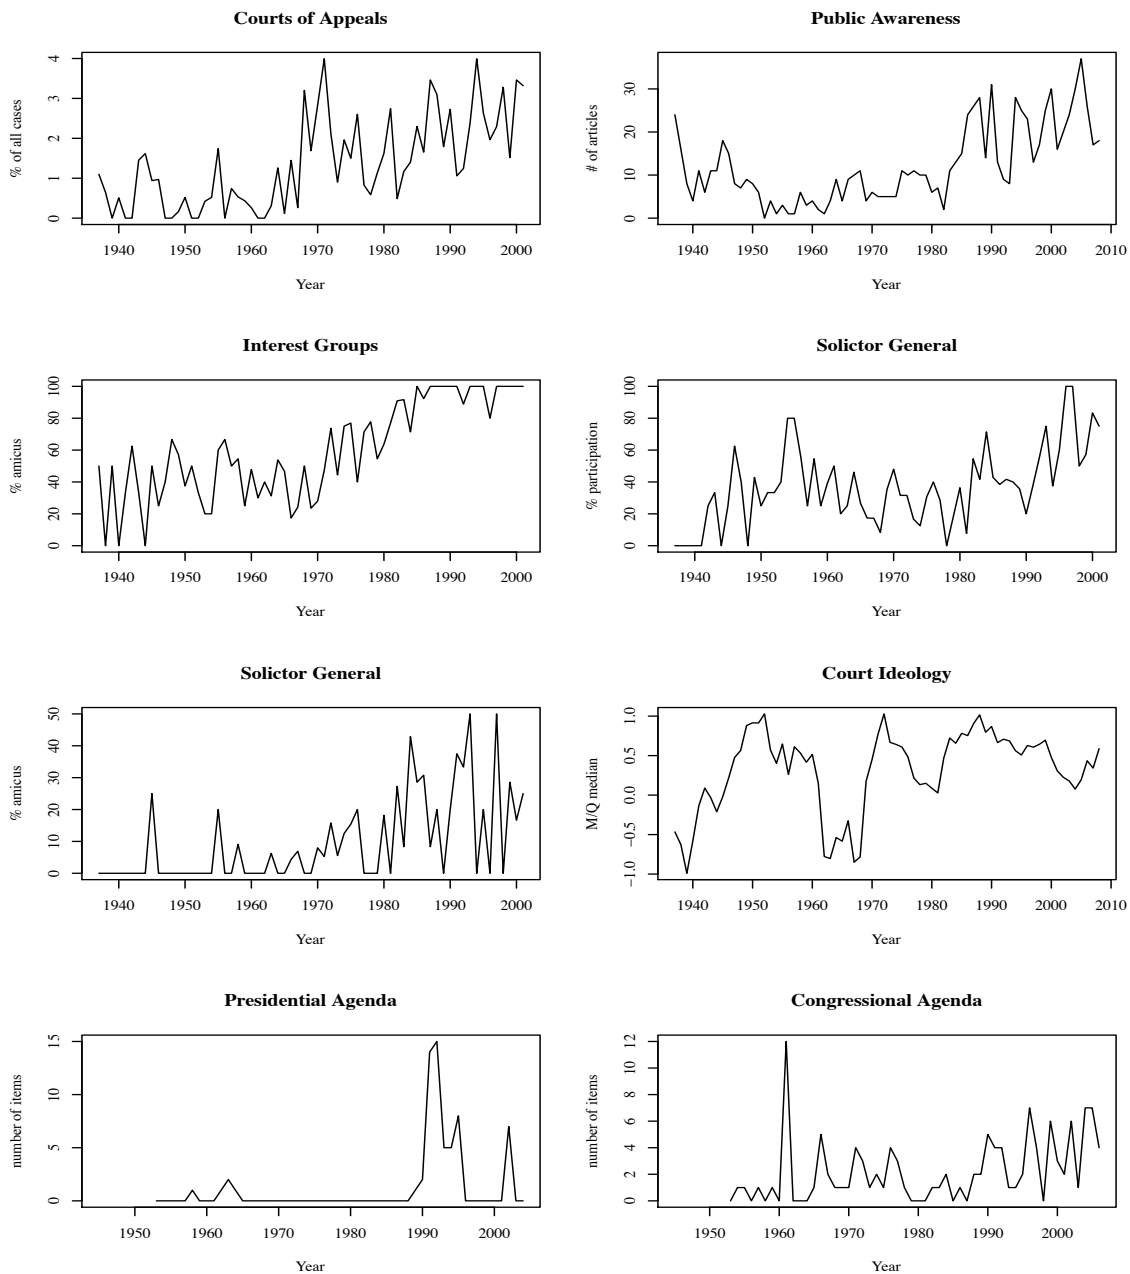 Courts of Appeals
% of all cases
0 1 2 3 4
1940 1950 1960 1970 1980 1990 2000
Year
Public Awareness
# of articles
0 10 20 30
1940 1950 1960 1970 1980 1990 2000 2010
Year
Interest Groups
% amicus
0 20 40 60 80 100
1940 1950 1960 1970 1980 1990 2000
Year
Solictor General
% participation
0 20 40 60 80 100
1940 1950 1960 1970 1980 1990 2000
Year
Solictor General
% amicus
0 10 20 30 40 50
1940 1950 1960 1970 1980 1990 2000
Year
Court Ideology
M/Q median
−1.0 −0.5 0.0 0.5 1.0
1940 1950 1960 1970 1980 1990 2000 2010
Year
Presidential Agenda
number of items
0 5 10 15
1950 1960 1970 1980 1990 2000
Year
Congressional Agenda
number of items
0 2 4 6 8 10 12
1950 1960 1970 1980 1990 2000
Year